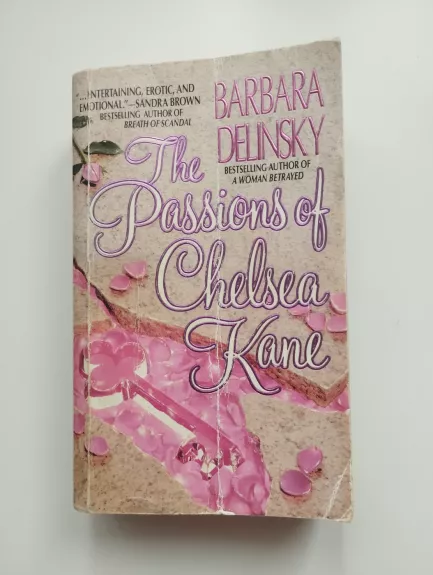 "...ENTERTAINING, EROTIC, AND
EMOTIONAL."—SANDRA BROWN
BESTSELLING AUTHOR OF
BREATH OF SCANDAL
BARBARA
DELINSKY
BESTSELLING AUTHOR OF
A WOMAN BETRAYED
The
Passions of
Chelsea
Kane